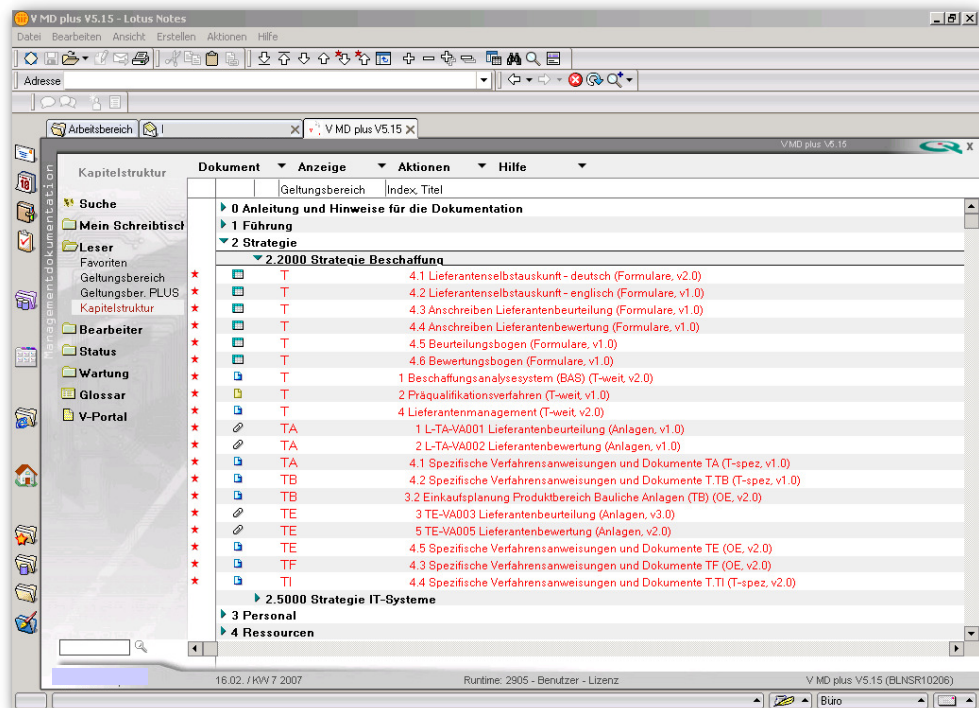 V MD plus V5.15 - Lotus Notes
Datei Bearbeiten Ansicht Erstellen Aktionen Hilfe
Adresse
Arbeitsbereich I V MD plus V5.15
V MD plus V5.15
Managementdokumentation
Kapitelstruktur
Dokument Anzeige Aktionen Hilfe
Geltungsbereich Index, Titel
Suche
Mein Schreibtisch
Leser
Favoriten
Geltungsbereich
Geltungsber. PLUS
Kapitelstruktur
Bearbeiter
Status
Wartung
Glossar
V-Portal
0 Anleitung und Hinweise für die Dokumentation
1 Führung
2 Strategie
2.2000 Strategie Beschaffung
T 4.1 Lieferantenselbstauskunft - deutsch (Formulare, v2.0)
T 4.2 Lieferantenselbstauskunft - englisch (Formulare, v1.0)
T 4.3 Anschreiben Lieferantenbeurteilung (Formulare, v1.0)
T 4.4 Anschreiben Lieferantenbewertung (Formulare, v1.0)
T 4.5 Beurteilungsbogen (Formulare, v1.0)
T 4.6 Bewertungsbogen (Formulare, v1.0)
T 1 Beschaffungsanalysesystem (BAS) (T-weit, v2.0)
T 2 Präqualifikationsverfahren (T-weit, v1.0)
T 4 Lieferantenmanagement (T-weit, v2.0)
TA 1 L-TA-VA001 Lieferantenbeurteilung (Anlagen, v1.0)
TA 2 L-TA-VA002 Lieferantenbewertung (Anlagen, v1.0)
TA 4.1 Spezifische Verfahrensanweisungen und Dokumente TA (T-spez, v1.0)
TB 4.2 Spezifische Verfahrensanweisungen und Dokumente T.TB (T-spez, v1.0)
TB 3.2 Einkaufsplanung Produktbereich Bauliche Anlagen (TB) (OE, v2.0)
TE 3 TE-VA003 Lieferantenbeurteilung (Anlagen, v3.0)
TE 5 TE-VA005 Lieferantenbewertung (Anlagen, v2.0)
TE 4.5 Spezifische Verfahrensanweisungen und Dokumente TE (OE, v2.0)
TF 4.3 Spezifische Verfahrensanweisungen und Dokumente TF (OE, v2.0)
TI 4.4 Spezifische Verfahrensanweisungen und Dokumente T.TI (T-spez, v2.0)
2.5000 Strategie IT-Systeme
3 Personal
4 Ressourcen
16.02. / KW 7 2007 Runtime: 2905 - Benutzer - Lizenz V MD plus V5.15 (BLNSR10206)
Büro